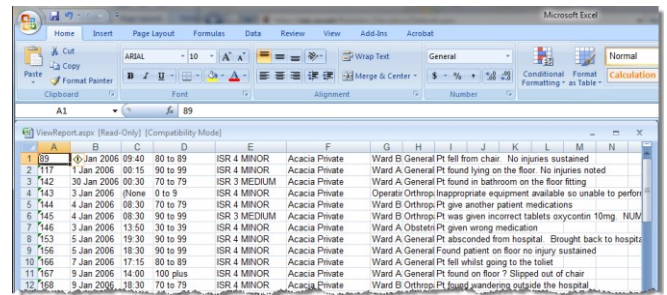 Microsoft Excel
Home Insert Page Layout Formulas Data Review View Add-Ins Acrobat
Cut
Copy
Format Painter
Paste
ARIAL 10 A A
B I U A
Wrap Text
Merge & Center
General
$ % ,
Conditional Formatting
Format as Table
Normal
Calculation
Clipboard Font Alignment Number
A1 fx 89
ViewReport.aspx [Read-Only] [Compatibility Mode]
A B C D E F G H I J K L M N
1 89 Jan 2006 09:40 80 to 89 ISR 4 MINOR Acacia Private Ward B General Pt fell from chair. No injuries sustained
2 117 1 Jan 2006 00:15 90 to 99 ISR 4 MINOR Acacia Private Ward A General Pt found lying on the floor. No injuries noted
3 142 30 Jan 2006 00:30 70 to 79 ISR 3 MEDIUM Acacia Private Ward A General Pt found in bathroom on the floor fitting
4 143 3 Jan 2006 (None 0 to 9 ISR 4 MINOR Acacia Private Operatio Orthrop Inappropriate equipment available so unable to perfor
5 144 4 Jan 2006 08:30 70 to 79 ISR 4 MINOR Acacia Private Ward B Orthrop Pt give another patient medications
6 145 4 Jan 2006 08:30 90 to 99 ISR 3 MEDIUM Acacia Private Ward B Orthrop Pt was given incorrect tablets oxycontin 10mg. NUM
7 146 3 Jan 2006 13:50 30 to 39 ISR 4 MINOR Acacia Private Ward A Obstetri Pt given wrong medication
8 153 5 Jan 2006 19:30 90 to 99 ISR 4 MINOR Acacia Private Ward A General Pt absconded from hospital. Brought back to hospita
9 156 5 Jan 2006 18:30 90 to 99 ISR 4 MINOR Acacia Private Ward A General Found patient on floor no injury sustained
10 166 7 Jan 2006 17:15 80 to 89 ISR 4 MINOR Acacia Private Ward A General Pt fell whilst going to the toliet
11 167 9 Jan 2006 14:00 100 plus ISR 4 MINOR Acacia Private Ward A General Pt found on floor ? Slipped out of chair
12 168 9 Jan 2006 18:30 70 to 79 ISR 4 MINOR Acacia Private Ward B Orthrop Pt found wandering outside the hospital